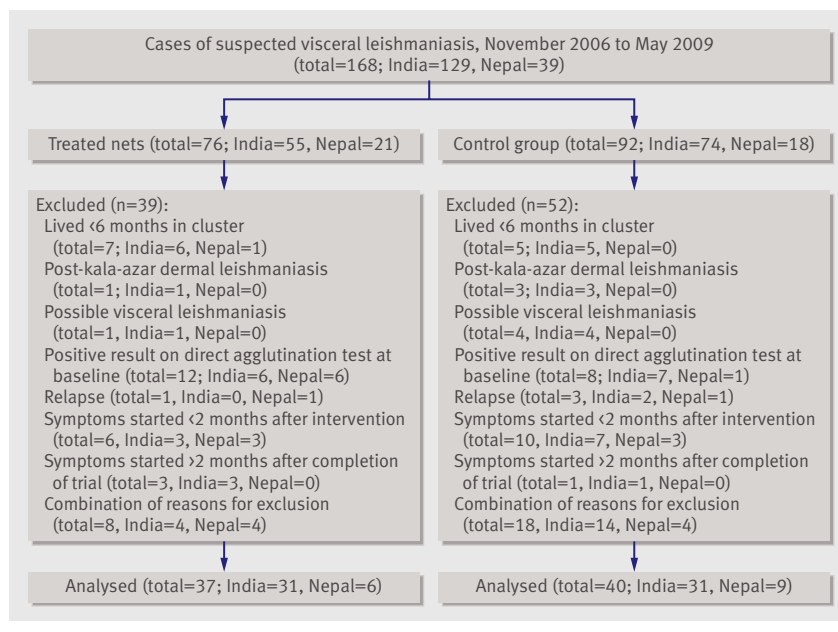 Cases of suspected visceral leishmaniasis, November 2006 to May 2009
(total=168; India=129, Nepal=39)
Treated nets (total=76; India=55, Nepal=21)
Control group (total=92; India=74, Nepal=18)
Excluded (n=39):
Lived <6 months in cluster
(total=7; India=6, Nepal=1)
Post-kala-azar dermal leishmaniasis
(total=1; India=1, Nepal=0)
Possible visceral leishmaniasis
(total=1, India=1, Nepal=0)
Positive result on direct agglutination test at
baseline (total=12; India=6, Nepal=6)
Relapse (total=1, India=0, Nepal=1)
Symptoms started <2 months after intervention
(total=6, India=3, Nepal=3)
Symptoms started >2 months after completion
of trial (total=3, India=3, Nepal=0)
Combination of reasons for exclusion
(total=8, India=4, Nepal=4)
Excluded (n=52):
Lived <6 months in cluster
(total=5; India=5, Nepal=0)
Post-kala-azar dermal leishmaniasis
(total=3; India=3, Nepal=0)
Possible visceral leishmaniasis
(total=4, India=4, Nepal=0)
Positive result on direct agglutination test at
baseline (total=8; India=7, Nepal=1)
Relapse (total=3, India=2, Nepal=1)
Symptoms started <2 months after intervention
(total=10, India=7, Nepal=3)
Symptoms started >2 months after completion
of trial (total=1, India=1, Nepal=0)
Combination of reasons for exclusion
(total=18, India=14, Nepal=4)
Analysed (total=37; India=31, Nepal=6)
Analysed (total=40; India=31, Nepal=9)